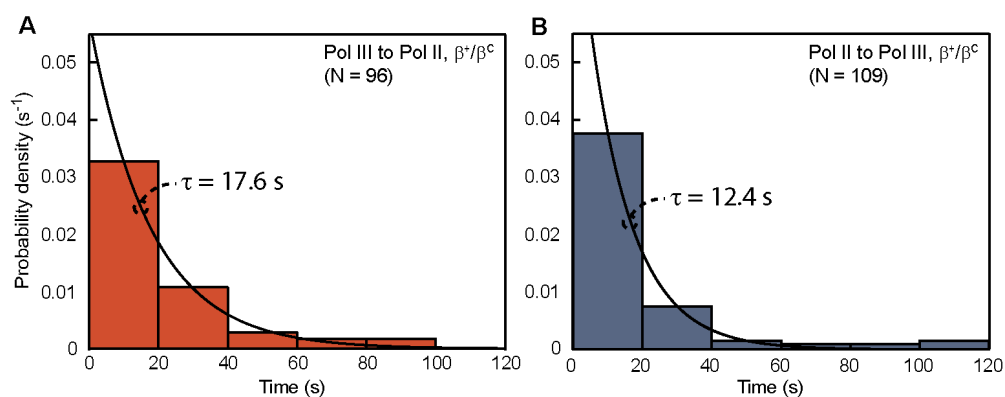 A
Pol III to Pol II, β⁺/βᶜ
(N = 96)
Probability density (s⁻¹)
0.05
0.04
0.03
0.02
0.01
0
τ = 17.6 s
0 20 40 60 80 100 120
Time (s)
B
Pol II to Pol III, β⁺/βᶜ
(N = 109)
0.05
0.04
0.03
0.02
0.01
0
τ = 12.4 s
0 20 40 60 80 100 120
Time (s)